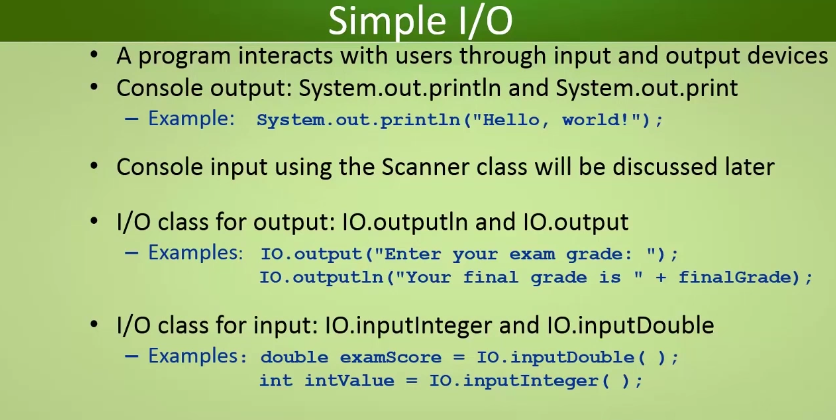 Simple I/O
• A program interacts with users through input and output devices
• Console output: System.out.println and System.out.print
– Example: System.out.println("Hello, world!");
• Console input using the Scanner class will be discussed later
• I/O class for output: IO.outputln and IO.output
– Examples: IO.output("Enter your exam grade: ");
IO.outputln("Your final grade is " + finalGrade);
• I/O class for input: IO.inputInteger and IO.inputDouble
– Examples: double examScore = IO.inputDouble( );
int intValue = IO.inputInteger( );